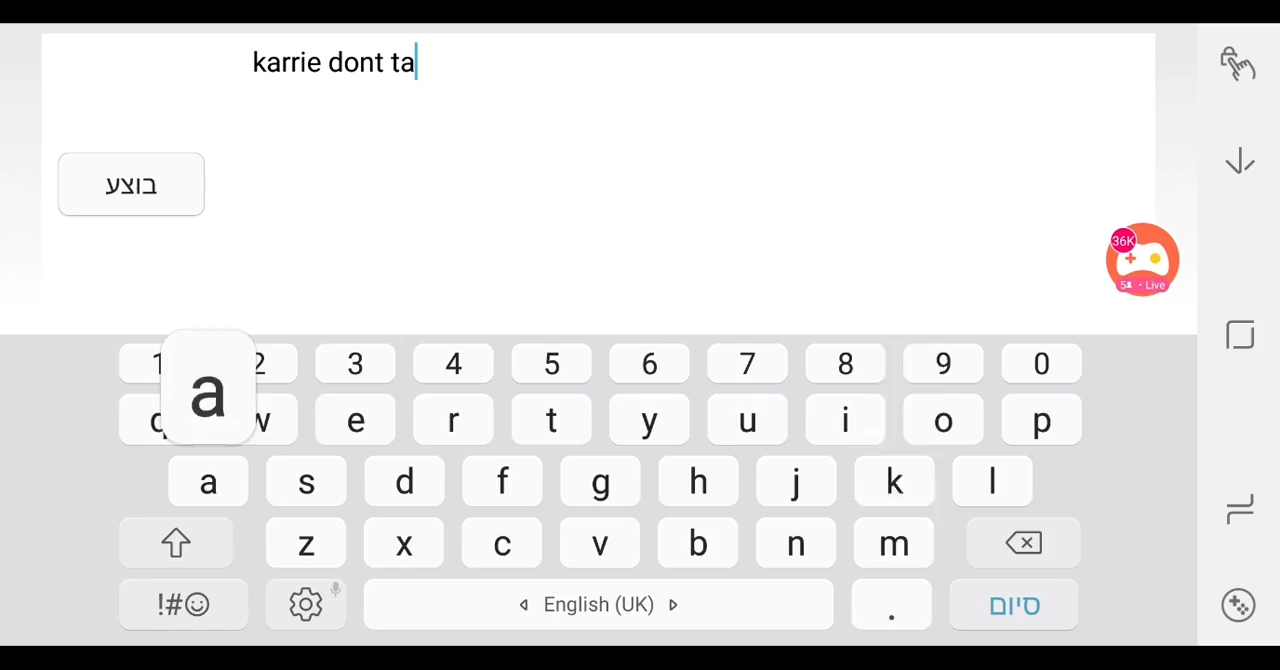 karrie dont ta
בוצע
36K
5 • Live
1 2 3 4 5 6 7 8 9 0
a
q w e r t y u i o p
a s d f g h j k l
z x c v b n m
!#☺ English (UK) . סיום